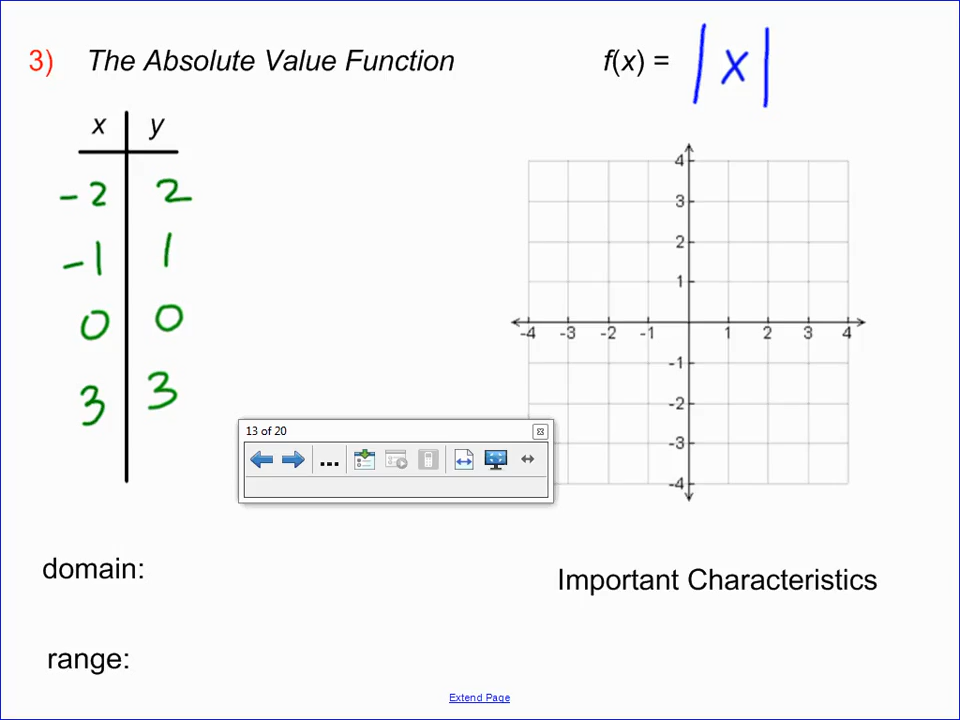 3) The Absolute Value Function f(x) = |x|
x y
-2 2
-1 1
0 0
3 3
4
3
2
1
-4 -3 -2 -1 1 2 3 4
-1
-2
-3
-4
13 of 20
...
domain:
Important Characteristics
range:
Extend Page